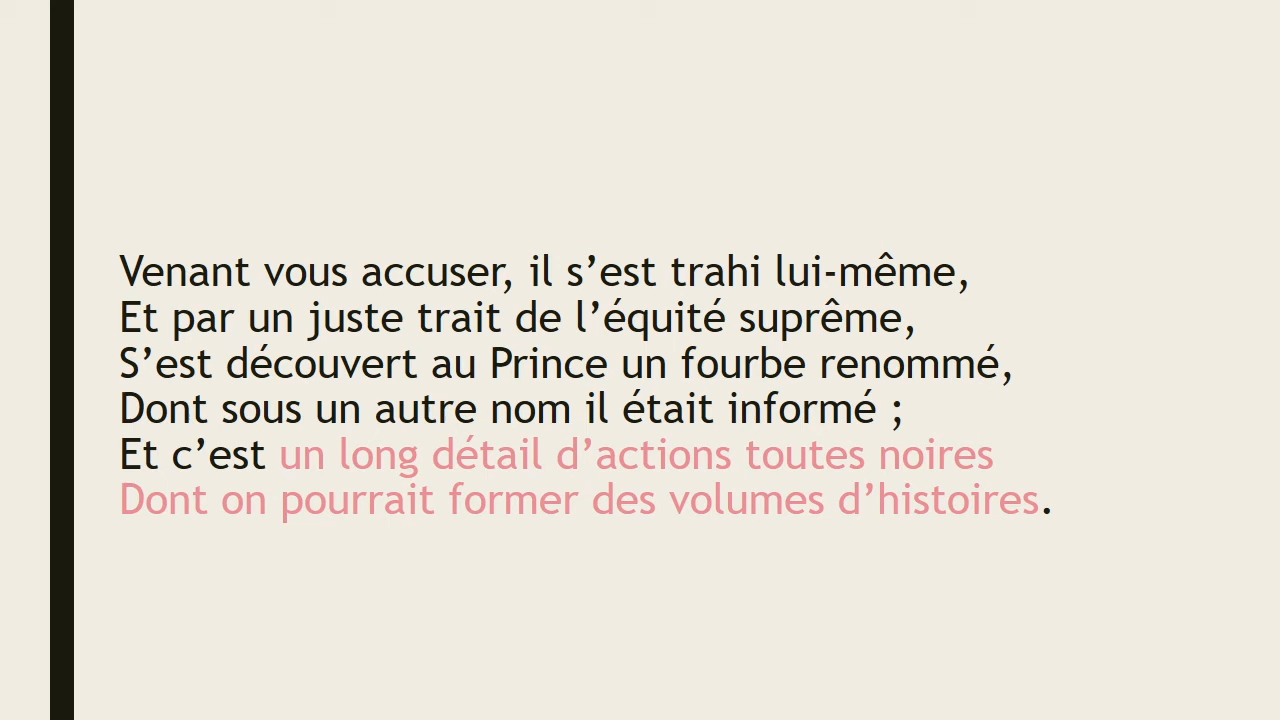 Venant vous accuser, il s’est trahi lui-même,
Et par un juste trait de l’équité suprême,
S’est découvert au Prince un fourbe renommé,
Dont sous un autre nom il était informé ;
Et c’est un long détail d’actions toutes noires
Dont on pourrait former des volumes d’histoires.